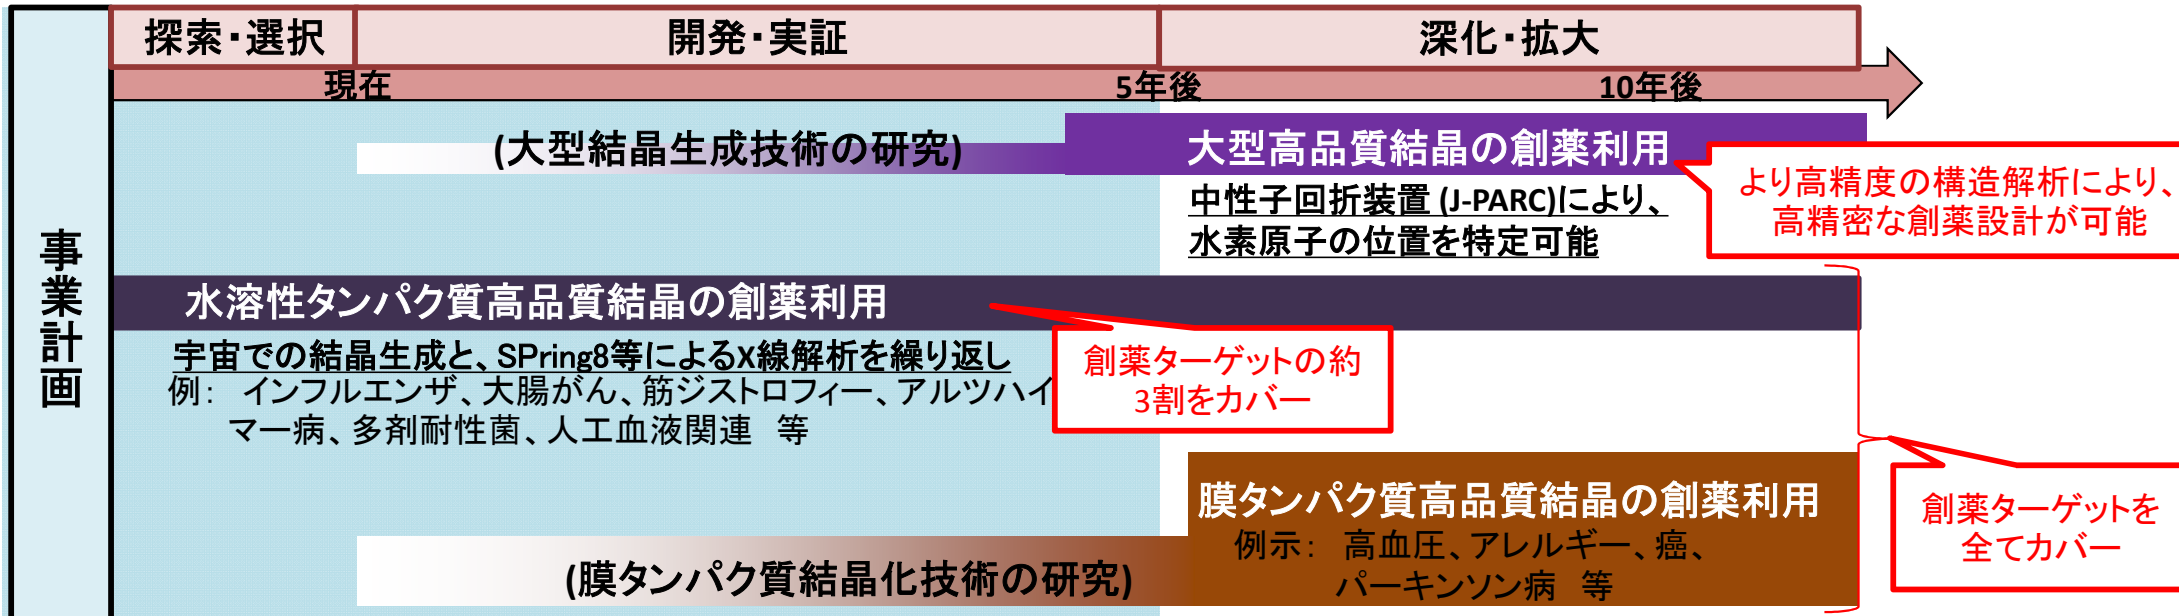 探索・選択
開発・実証
深化・拡大
現在
5年後
10年後
事業計画
(大型結晶生成技術の研究)
大型高品質結晶の創薬利用
中性子回折装置 (J-PARC)により、
水素原子の位置を特定可能
より高精度の構造解析により、
高精密な創薬設計が可能
水溶性タンパク質高品質結晶の創薬利用
宇宙での結晶生成と、SPring8等によるX線解析を繰り返し
例： インフルエンザ、大腸がん、筋ジストロフィー、アルツハイ
マー病、多剤耐性菌、人工血液関連 等
創薬ターゲットの約
3割をカバー
膜タンパク質高品質結晶の創薬利用
例示： 高血圧、アレルギー、癌、
パーキンソン病 等
(膜タンパク質結晶化技術の研究)
創薬ターゲットを
全てカバー